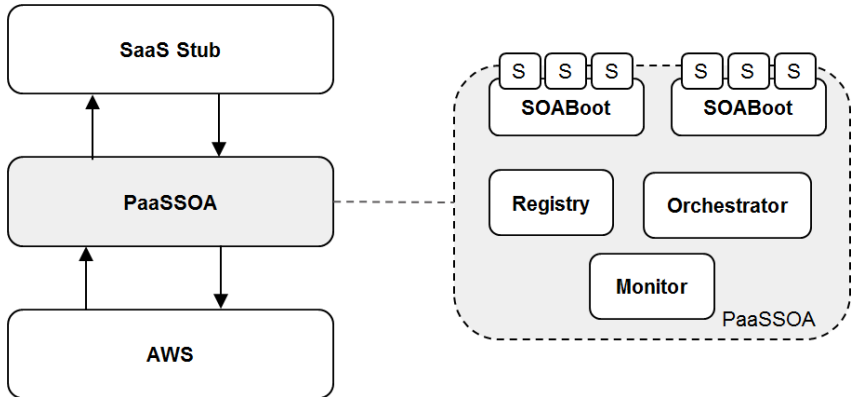 SaaS Stub
PaaSSOA
AWS
S S S S S S
SOABoot SOABoot
Registry Orchestrator
Monitor
PaaSSOA